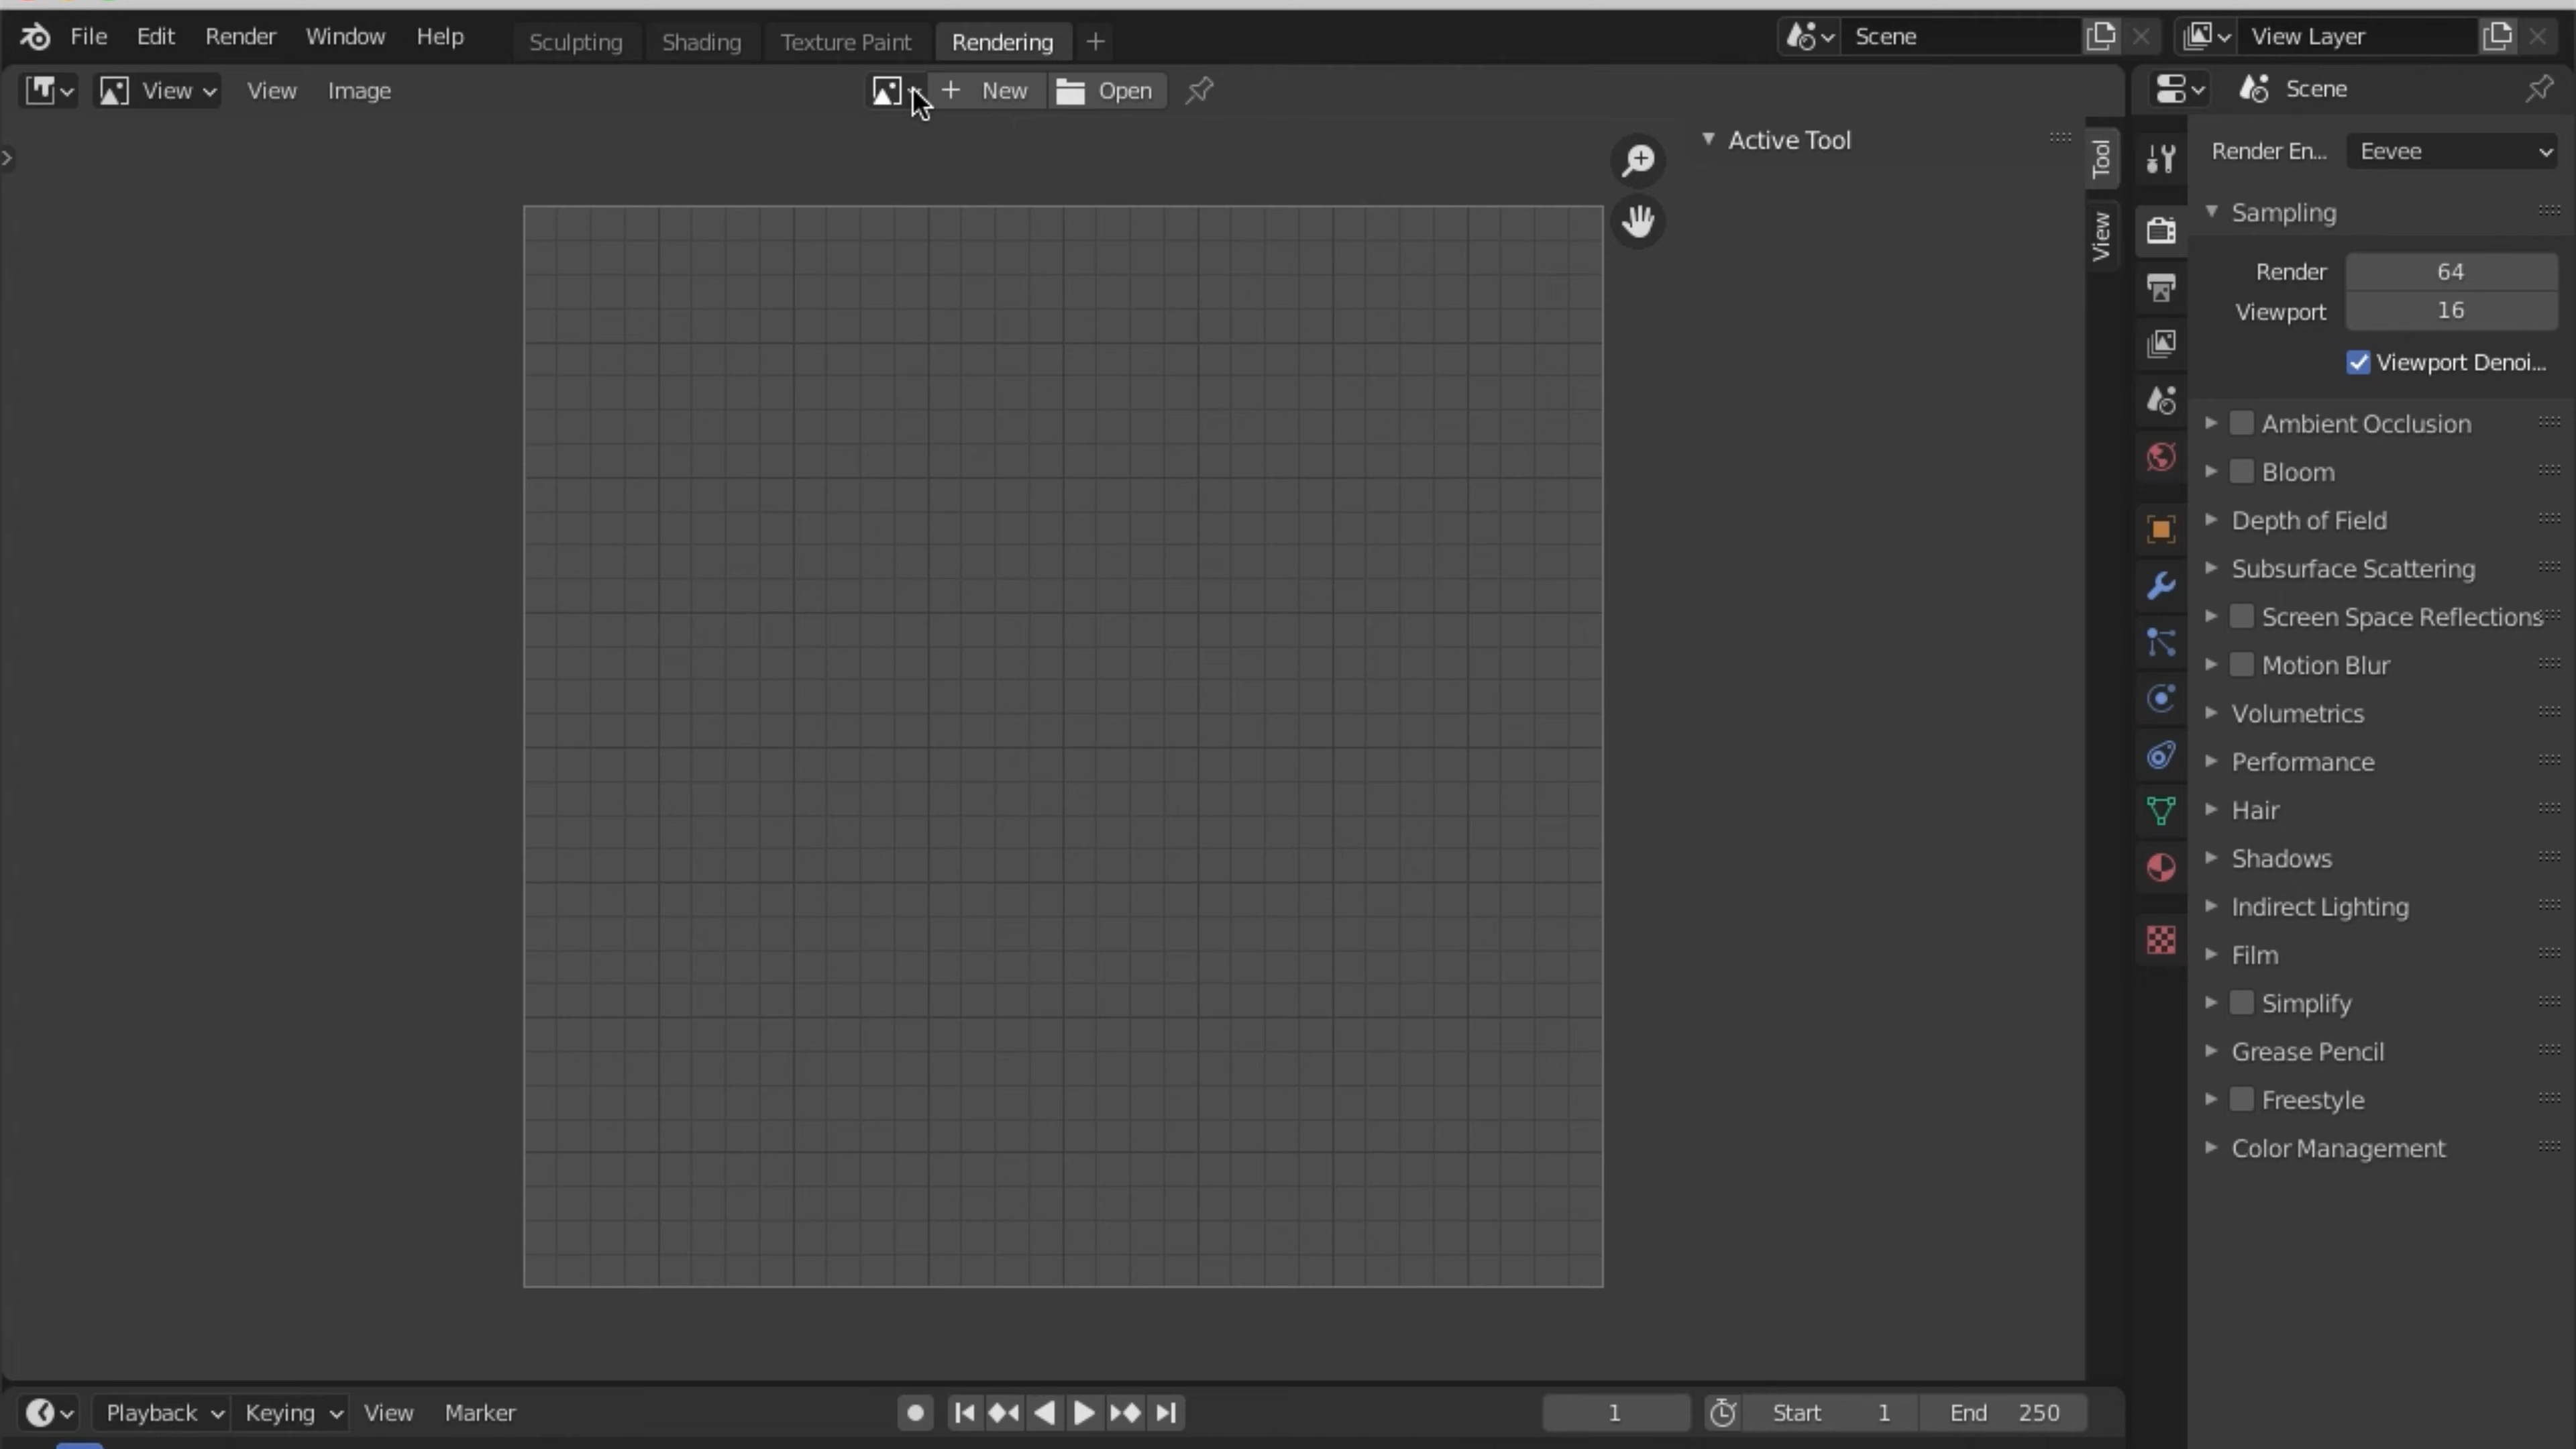 File Edit Render Window Help Sculpting Shading Texture Paint Rendering + Scene View Layer
View View Image + New Open Scene
Active Tool
Tool
View
Render En... Eevee
Sampling
Render 64
Viewport 16
Viewport Denoi...
Ambient Occlusion
Bloom
Depth of Field
Subsurface Scattering
Screen Space Reflections
Motion Blur
Volumetrics
Performance
Hair
Shadows
Indirect Lighting
Film
Simplify
Grease Pencil
Freestyle
Color Management
Playback Keying View Marker 1 Start 1 End 250